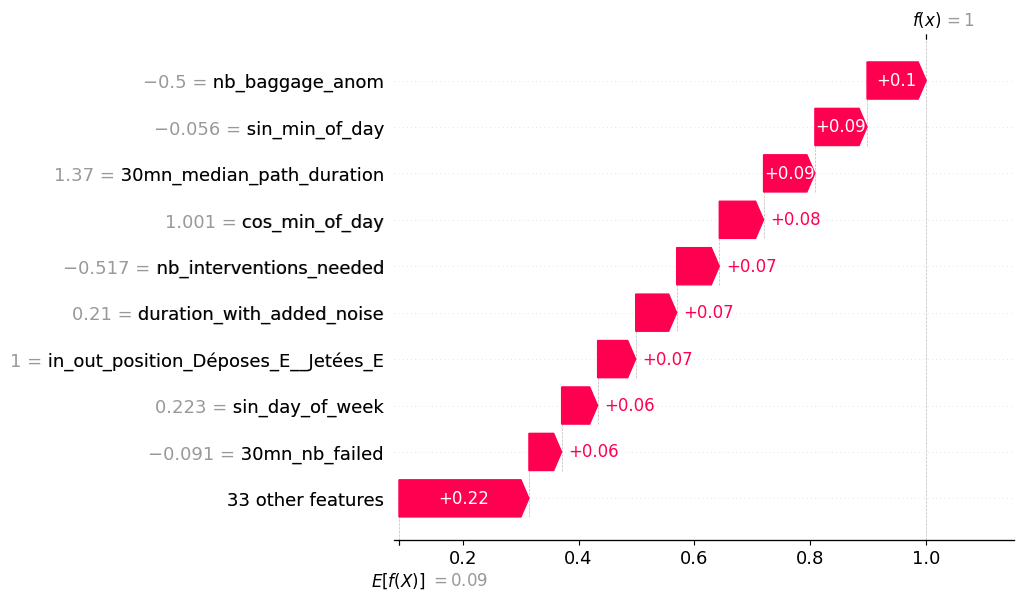 f(x) = 1
−0.5 = nb_baggage_anom +0.1
−0.056 = sin_min_of_day +0.09
1.37 = 30mn_median_path_duration +0.09
1.001 = cos_min_of_day +0.08
−0.517 = nb_interventions_needed +0.07
0.21 = duration_with_added_noise +0.07
1 = in_out_position_Déposes_E__Jetées_E +0.07
0.223 = sin_day_of_week +0.06
−0.091 = 30mn_nb_failed +0.06
33 other features +0.22
0.2 0.4 0.6 0.8 1.0
E[f(X)] = 0.09